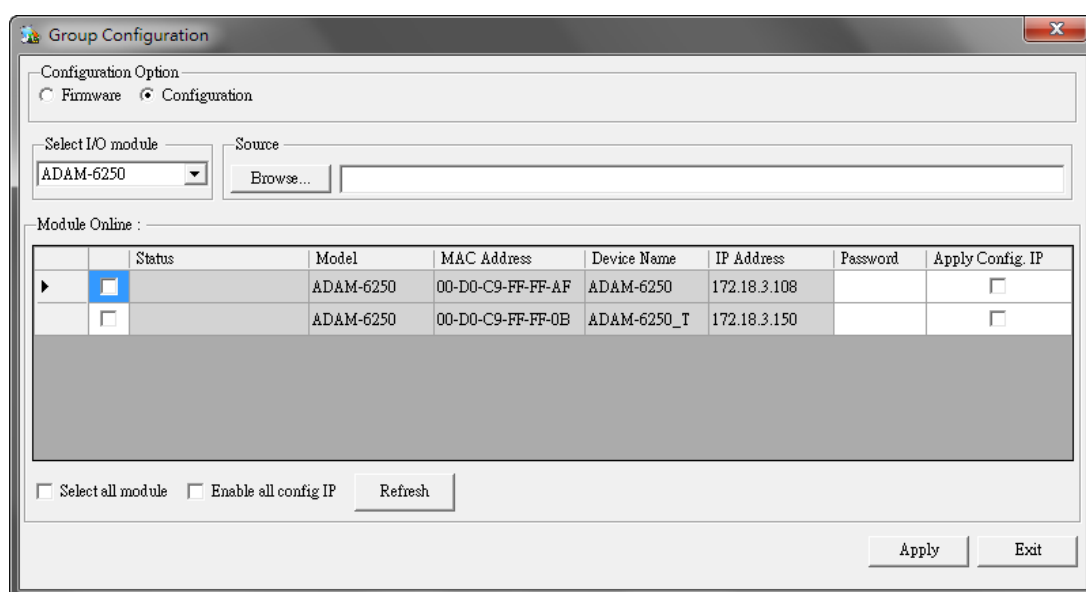 Group Configuration
Configuration Option
Firmware Configuration
Select I/O module Source
ADAM-6250 Browse...
Module Online :
Status Model MAC Address Device Name IP Address Password Apply Config. IP
ADAM-6250 00-D0-C9-FF-FF-AF ADAM-6250 172.18.3.108
ADAM-6250 00-D0-C9-FF-FF-0B ADAM-6250_T 172.18.3.150
Select all module Enable all config IP Refresh
Apply Exit